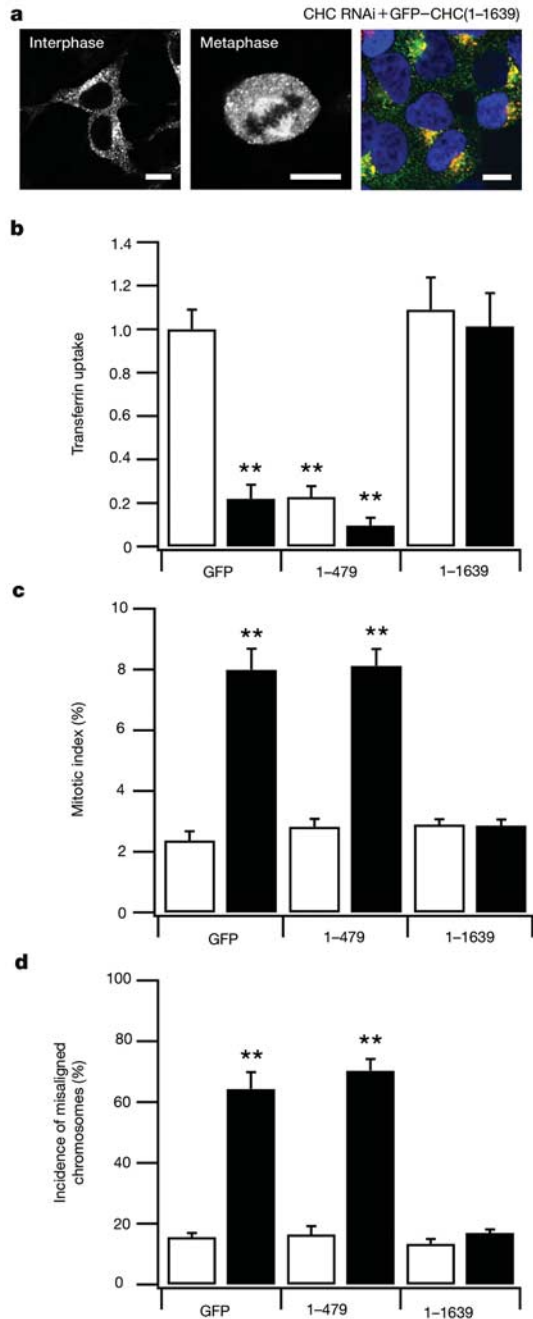 a
CHC RNAi+GFP–CHC(1–1639)
Interphase
Metaphase
b
Transferrin uptake
1.4
1.2
1.0
0.8
0.6
0.4
0.2
0
**
**
**
GFP
1–479
1–1639
c
Mitotic index (%)
10
8
6
4
2
0
**
**
GFP
1–479
1–1639
d
Incidence of misaligned
chromosomes (%)
100
80
60
40
20
0
**
**
GFP
1–479
1–1639